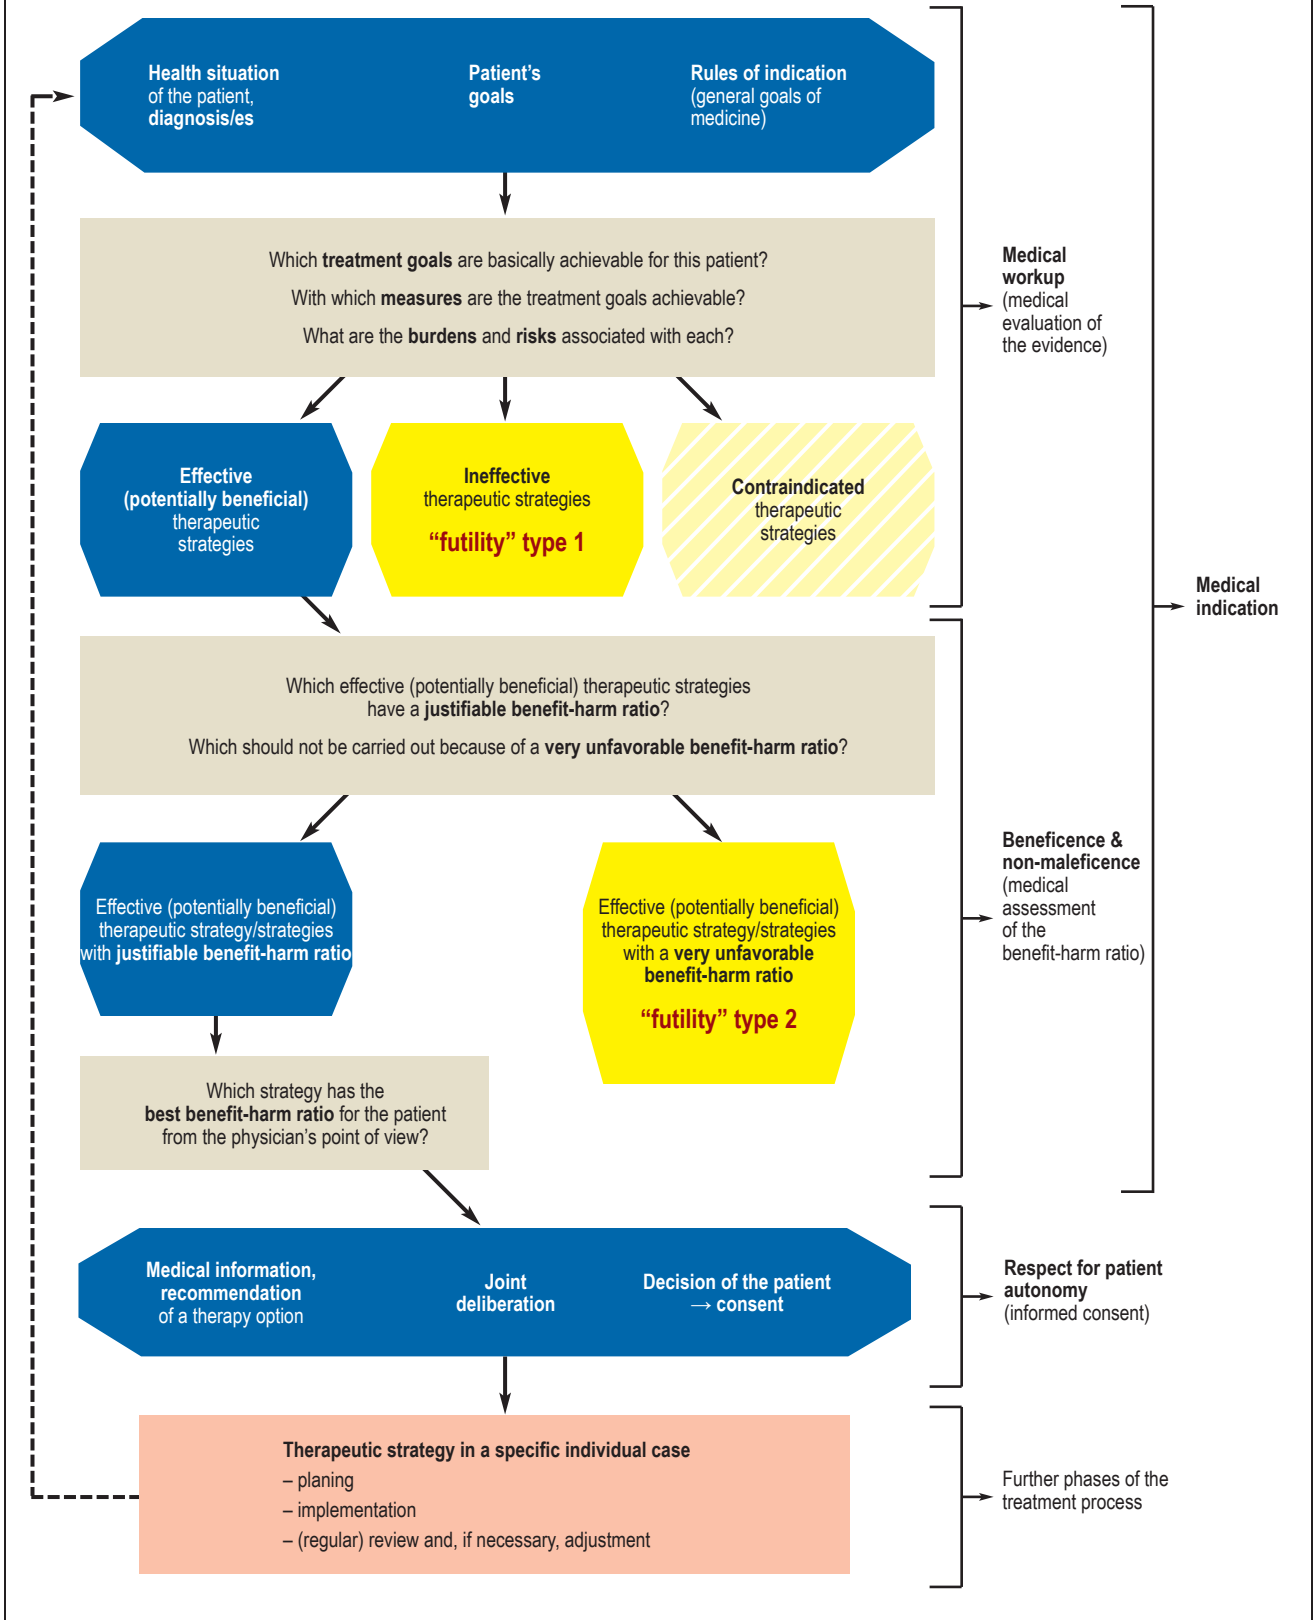 Health situation
of the patient,
diagnosis/es
Patient's
goals
Rules of indication
(general goals of
medicine)
Which treatment goals are basically achievable for this patient?
With which measures are the treatment goals achievable?
What are the burdens and risks associated with each?
Medical
workup
(medical
evaluation of
the evidence)
Effective
(potentially beneficial)
therapeutic
strategies
Ineffective
therapeutic strategies
“futility” type 1
Contraindicated
therapeutic
strategies
Medical
indication
Which effective (potentially beneficial) therapeutic strategies
have a justifiable benefit-harm ratio?
Which should not be carried out because of a very unfavorable benefit-harm ratio?
Effective (potentially beneficial)
therapeutic strategy/strategies
with justifiable benefit-harm ratio
Effective (potentially beneficial)
therapeutic strategy/strategies
with a very unfavorable
benefit-harm ratio
“futility” type 2
Beneficence &
non-maleficence
(medical
assessment
of the
benefit-harm ratio)
Which strategy has the
best benefit-harm ratio for the patient
from the physician's point of view?
Medical information,
recommendation
of a therapy option
Joint
deliberation
Decision of the patient
→ consent
Respect for patient
autonomy
(informed consent)
Therapeutic strategy in a specific individual case
– planing
– implementation
– (regular) review and, if necessary, adjustment
Further phases of the
treatment process